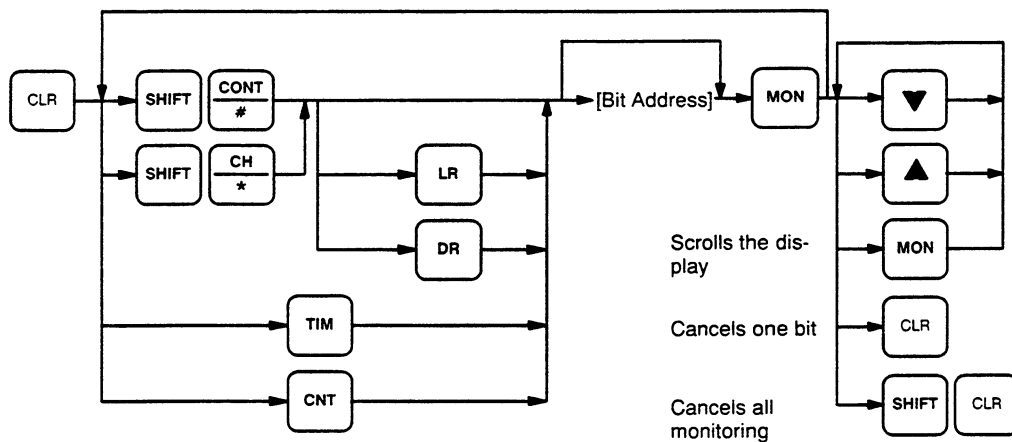 CLR
SHIFT
CONT
#
[Bit Address]
MON
▼
SHIFT
CH
*
LR
▲
DR
Scrolls the dis-
play
MON
TIM
Cancels one bit
CLR
CNT
Cancels all
monitoring
SHIFT
CLR